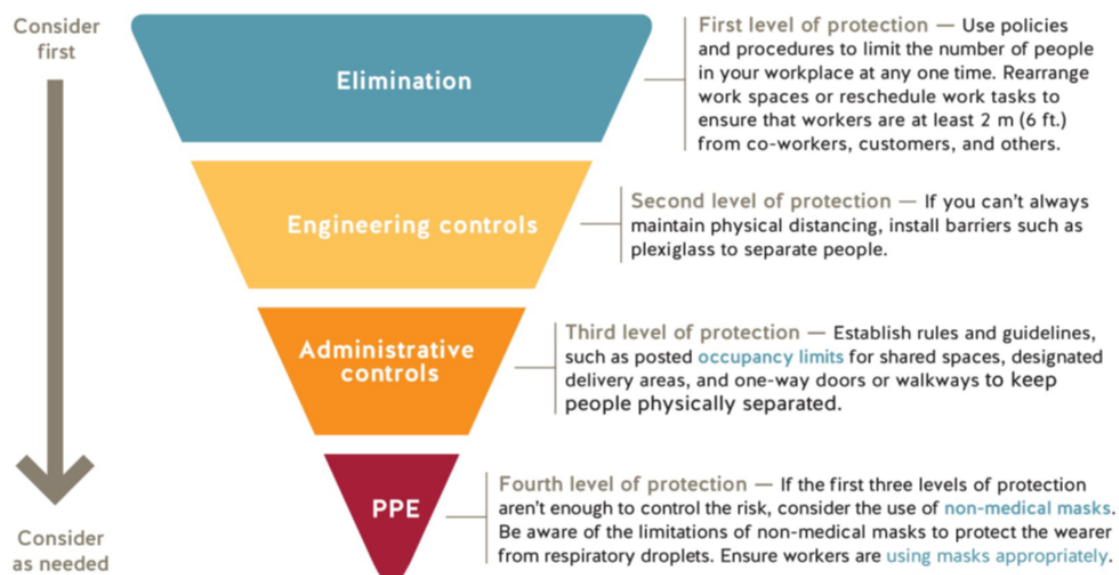 Consider
first
Elimination
First level of protection — Use policies
and procedures to limit the number of people
in your workplace at any one time. Rearrange
work spaces or reschedule work tasks to
ensure that workers are at least 2 m (6 ft.)
from co-workers, customers, and others.
Engineering controls
Second level of protection — If you can't always
maintain physical distancing, install barriers such as
plexiglass to separate people.
Administrative
controls
Third level of protection — Establish rules and guidelines,
such as posted occupancy limits for shared spaces, designated
delivery areas, and one-way doors or walkways to keep
people physically separated.
PPE
Fourth level of protection — If the first three levels of protection
aren't enough to control the risk, consider the use of non-medical masks.
Be aware of the limitations of non-medical masks to protect the wearer
from respiratory droplets. Ensure workers are using masks appropriately.
Consider
as needed